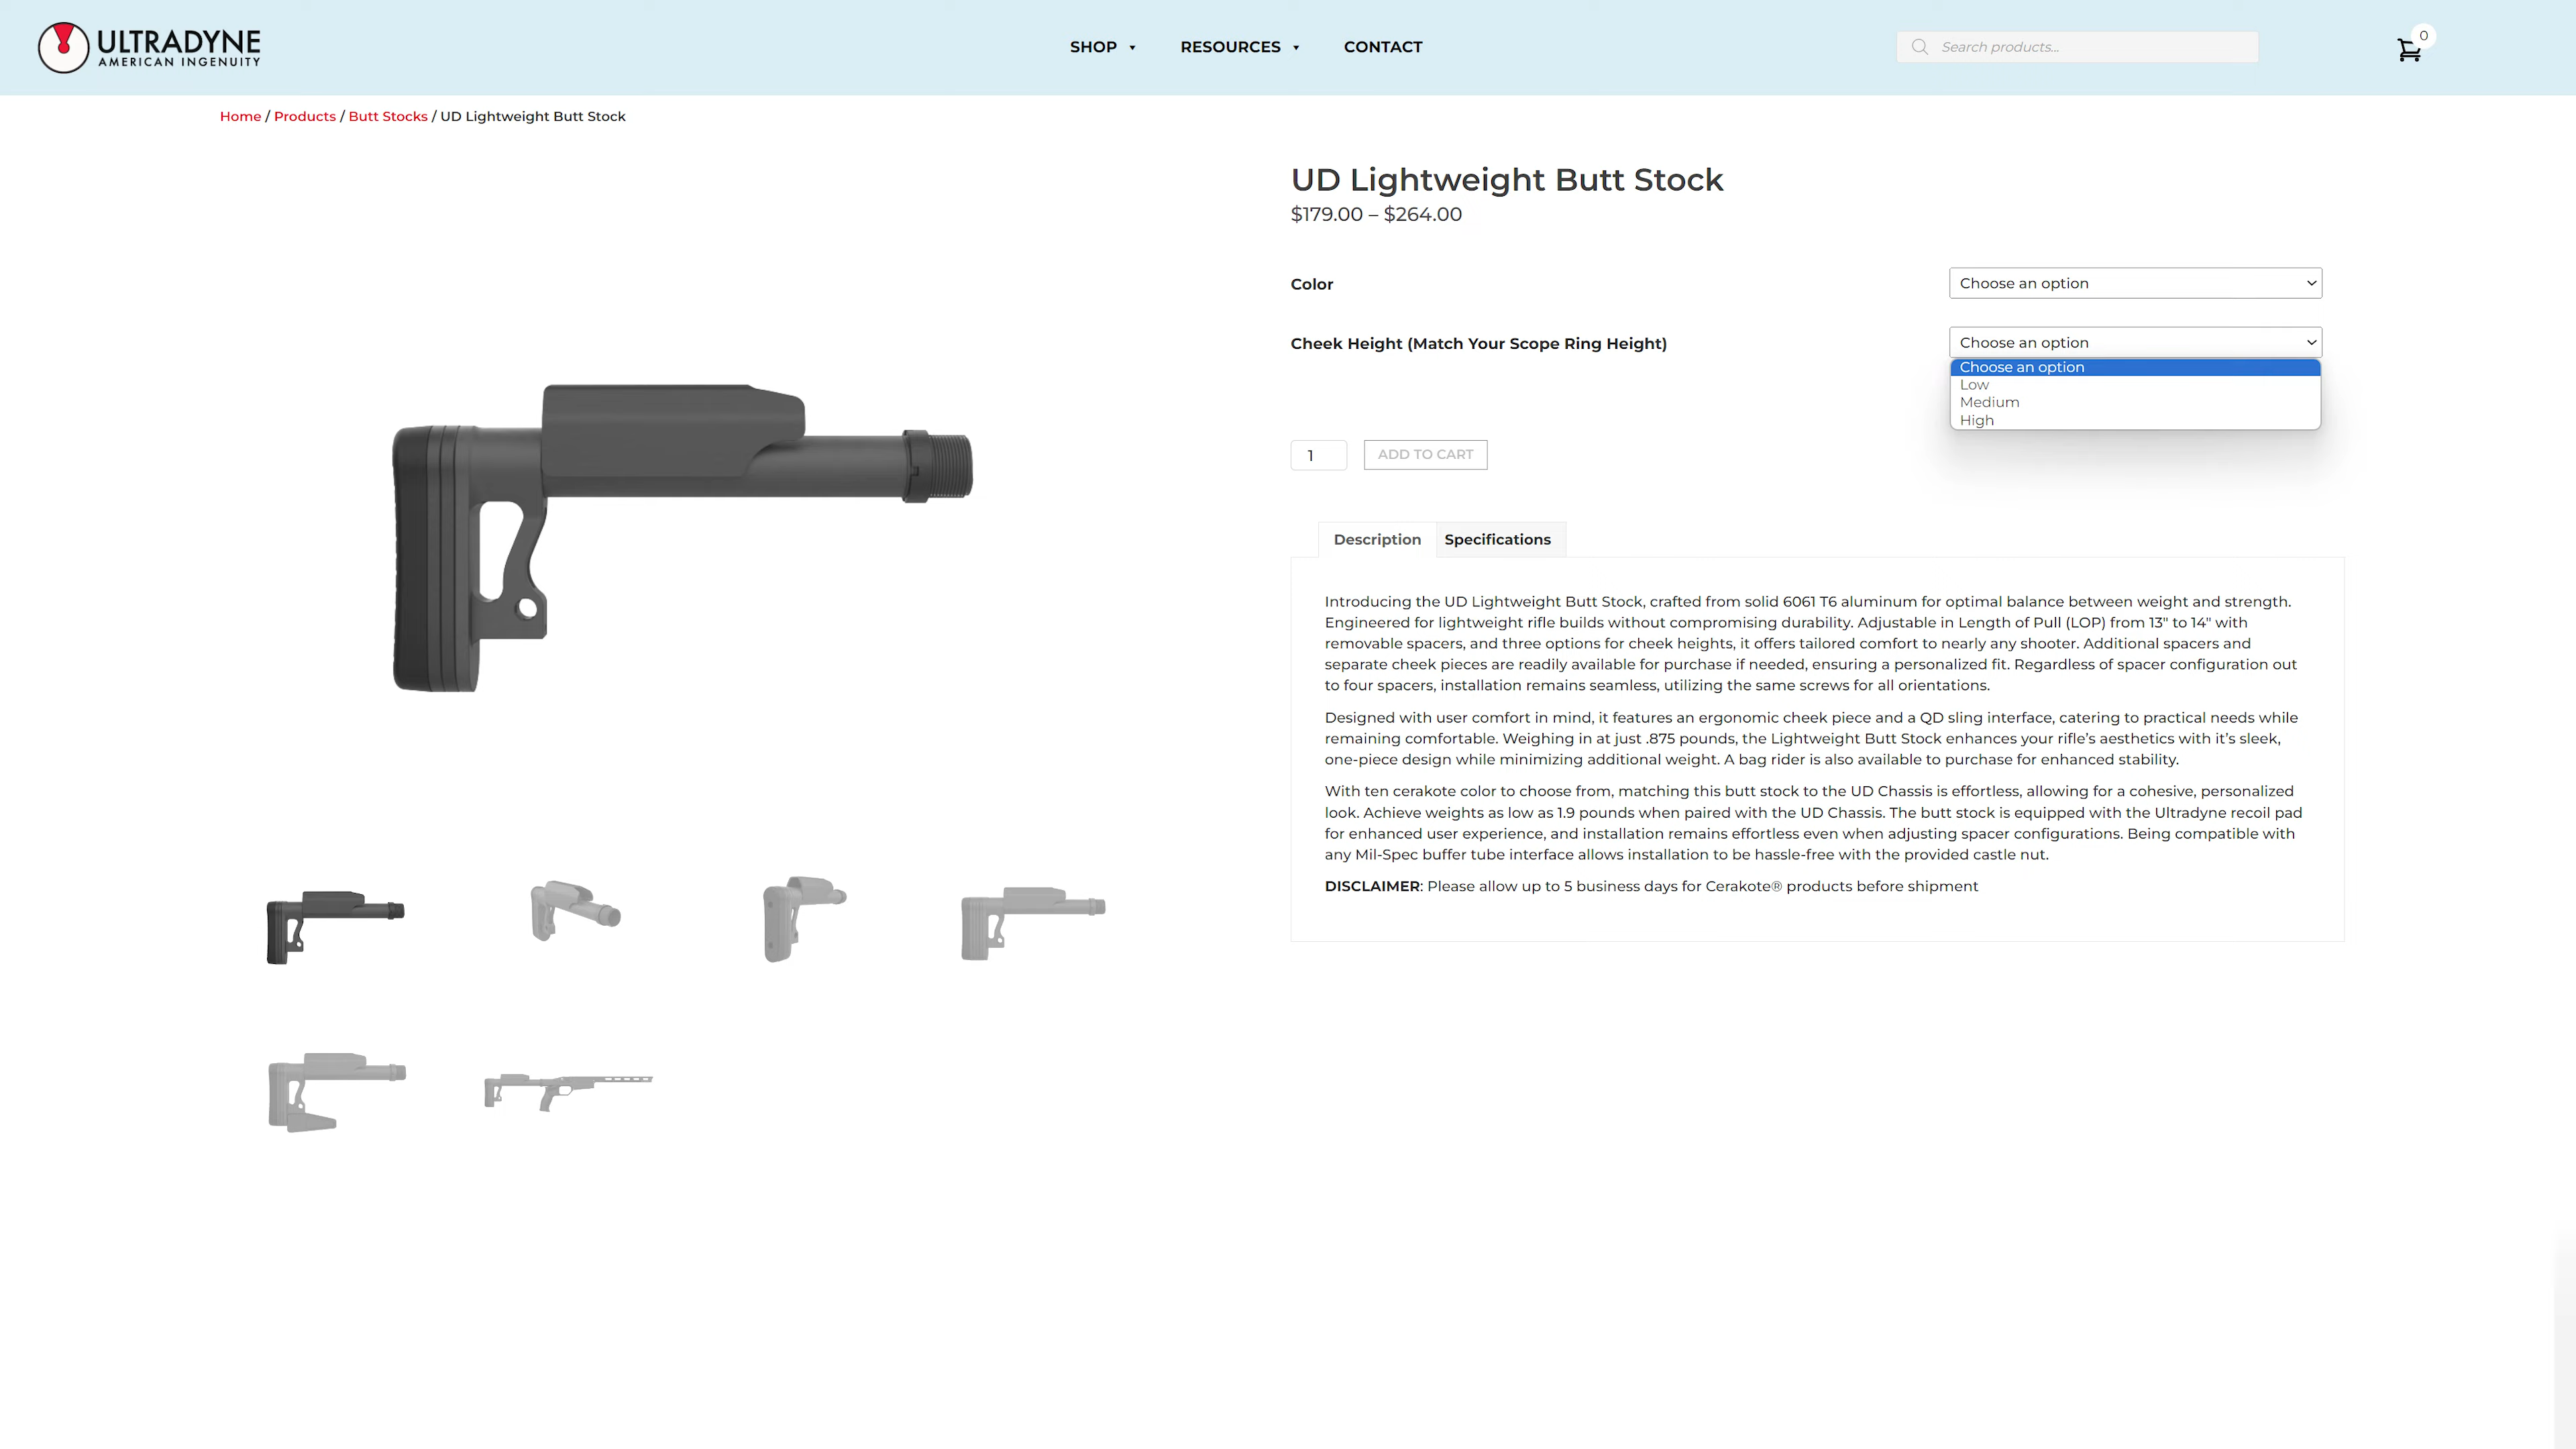 ULTRADYNE
AMERICAN INGENUITY
SHOP
RESOURCES
CONTACT
Search products...
0
Home / Products / Butt Stocks / UD Lightweight Butt Stock
UD Lightweight Butt Stock
$179.00 – $264.00
Color
Choose an option
Cheek Height (Match Your Scope Ring Height)
Choose an option
Choose an option
Low
Medium
High
1
ADD TO CART
Description
Specifications
Introducing the UD Lightweight Butt Stock, crafted from solid 6061 T6 aluminum for optimal balance between weight and strength.
Engineered for lightweight rifle builds without compromising durability. Adjustable in Length of Pull (LOP) from 13" to 14" with
removable spacers, and three options for cheek heights, it offers tailored comfort to nearly any shooter. Additional spacers and
separate cheek pieces are readily available for purchase if needed, ensuring a personalized fit. Regardless of spacer configuration out
to four spacers, installation remains seamless, utilizing the same screws for all orientations.
Designed with user comfort in mind, it features an ergonomic cheek piece and a QD sling interface, catering to practical needs while
remaining comfortable. Weighing in at just .875 pounds, the Lightweight Butt Stock enhances your rifle’s aesthetics with it’s sleek,
one-piece design while minimizing additional weight. A bag rider is also available to purchase for enhanced stability.
With ten cerakote color to choose from, matching this butt stock to the UD Chassis is effortless, allowing for a cohesive, personalized
look. Achieve weights as low as 1.9 pounds when paired with the UD Chassis. The butt stock is equipped with the Ultradyne recoil pad
for enhanced user experience, and installation remains effortless even when adjusting spacer configurations. Being compatible with
any Mil-Spec buffer tube interface allows installation to be hassle-free with the provided castle nut.
DISCLAIMER: Please allow up to 5 business days for Cerakote® products before shipment